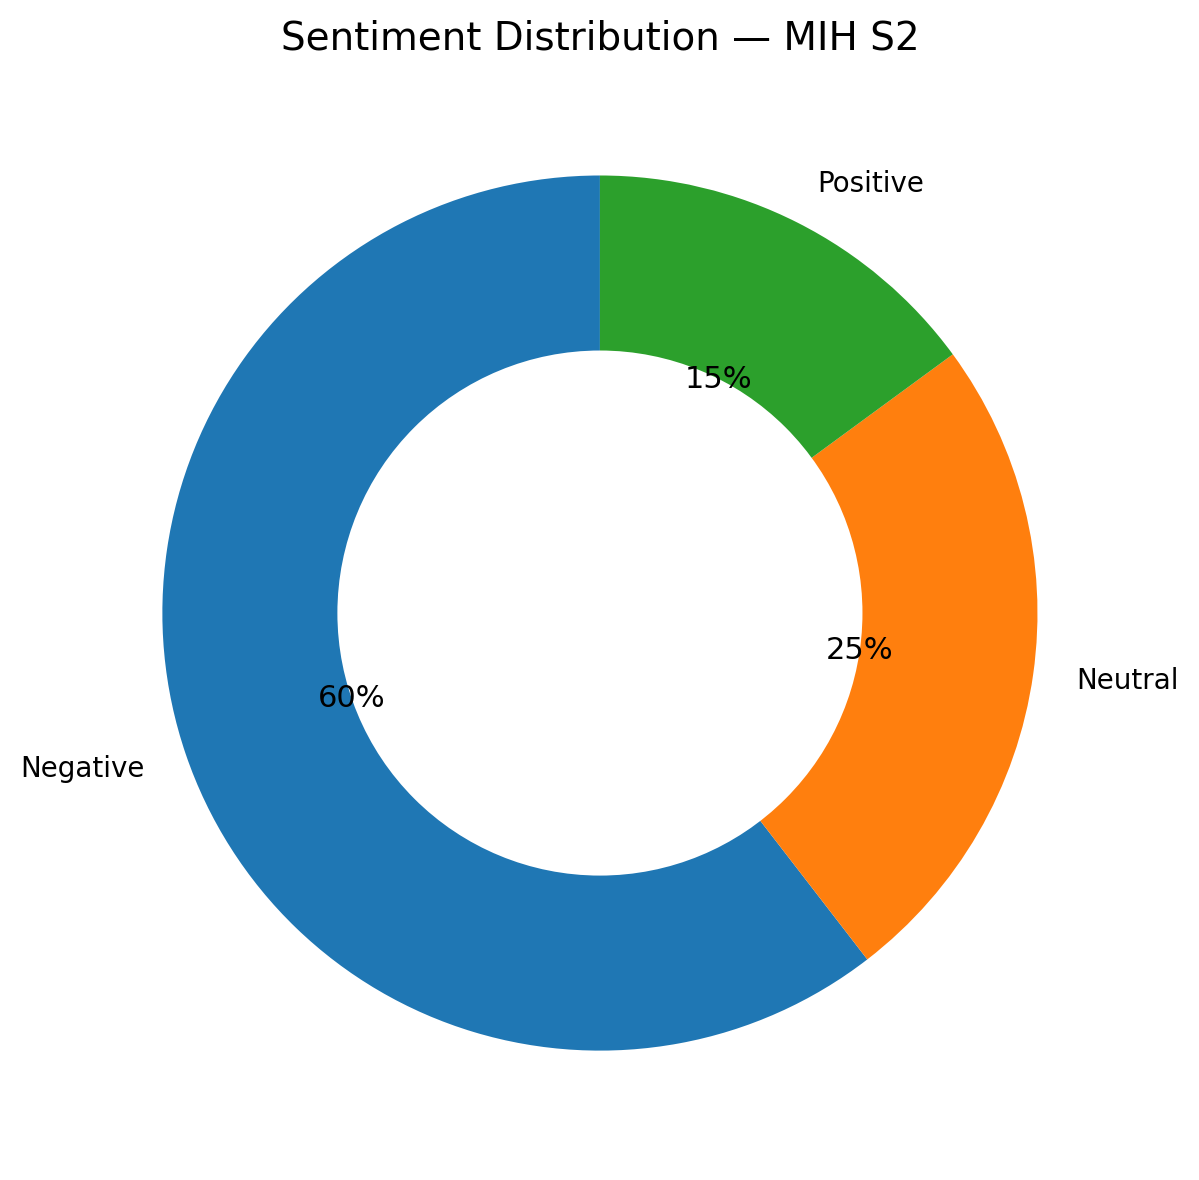 Sentiment Distribution — MIH S2
Positive
15%
25%
Neutral
60%
Negative